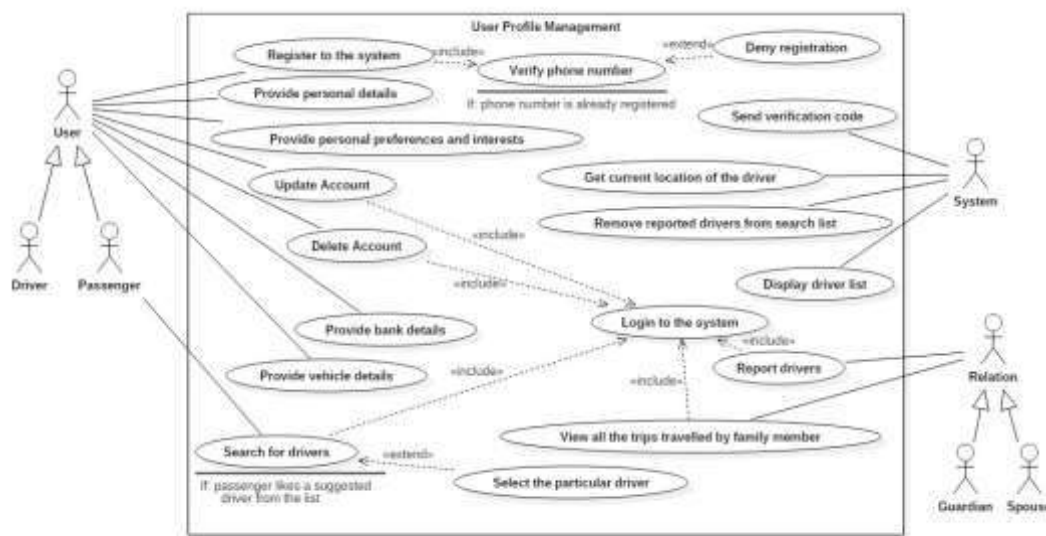 User Profile Management
Register to the system
«include»
Verify phone number
«extend»
Deny registration
If: phone number is already registered
Provide personal details
User
Send verification code
Provide personal preferences and interests
Update Account
Get current location of the driver
System
Remove reported drivers from search list
Delete Account
«include»
«include»
Driver
Passenger
Display driver list
Provide bank details
Login to the system
«include»
Report drivers
Relation
Provide vehicle details
«include»
«include»
View all the trips travelled by family member
Search for drivers
«extend»
Select the particular driver
If: passenger likes a suggested
driver from the list
Guardian
Spouse